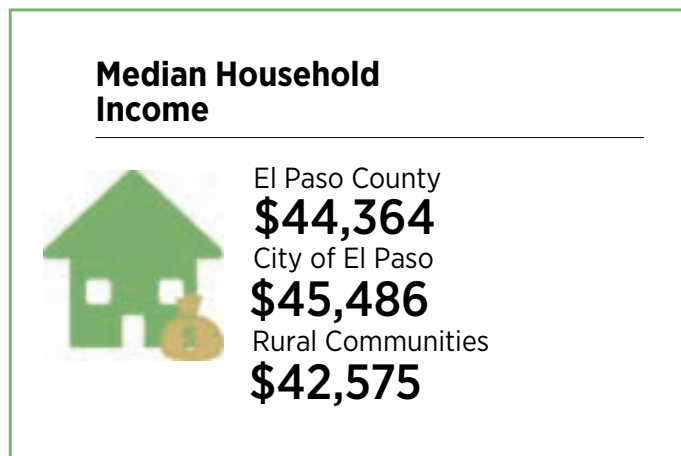 Median Household
Income
El Paso County
$44,364
City of El Paso
$45,486
Rural Communities
$42,575